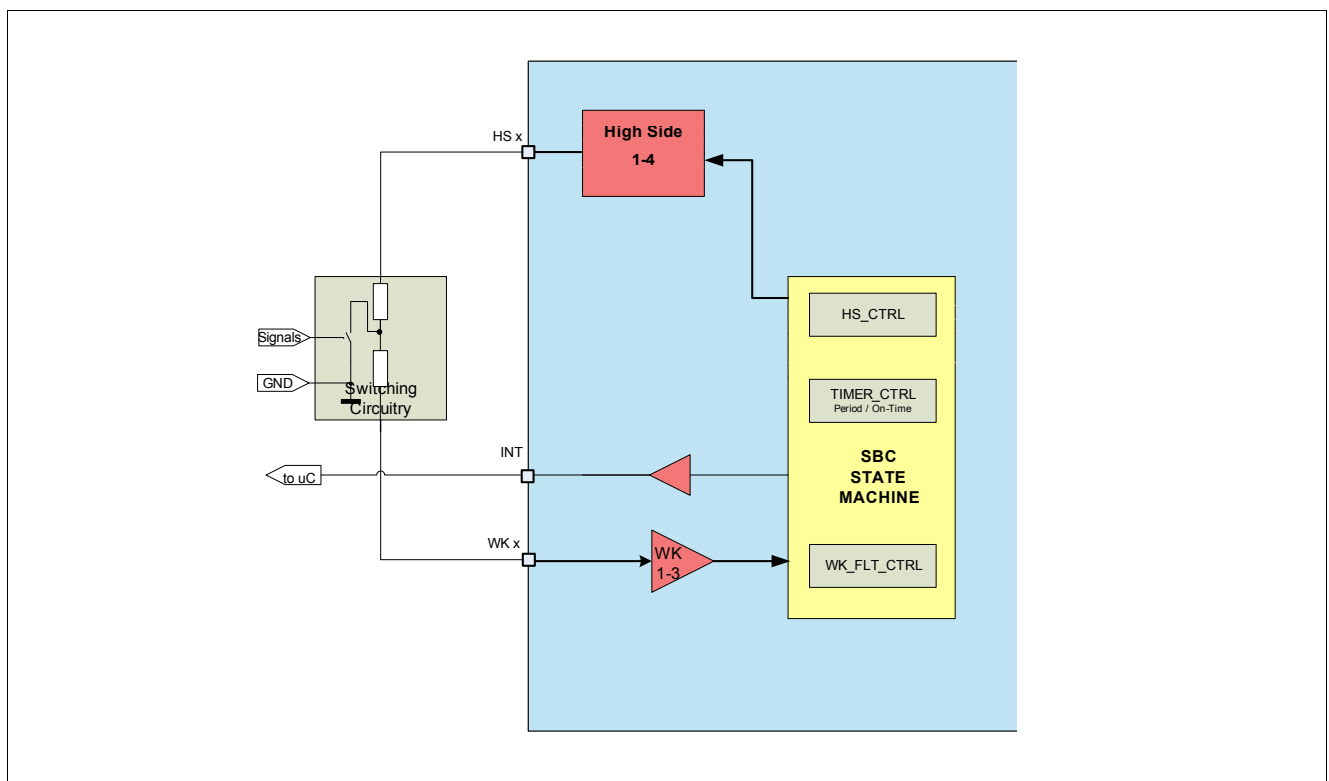 HS x
High Side
1-4
HS_CTRL
Signals
GND
Switching
Circuitry
TIMER_CTRL
Period / On-Time
INT
to uC
SBC
STATE
MACHINE
WK x
WK
1-3
WK_FLT_CTRL